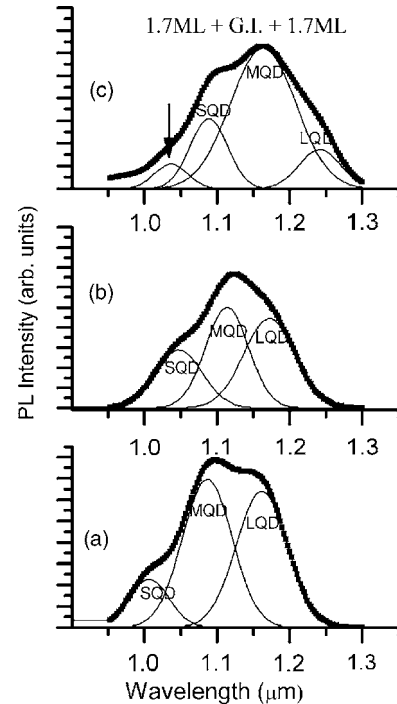 1.7ML + G.I. + 1.7ML
(c)
SQD
MQD
LQD
1.0 1.1 1.2 1.3
(b)
SQD
MQD
LQD
1.0 1.1 1.2 1.3
(a)
SQD
MQD
LQD
1.0 1.1 1.2 1.3
Wavelength (μm)
PL Intensity (arb. units)